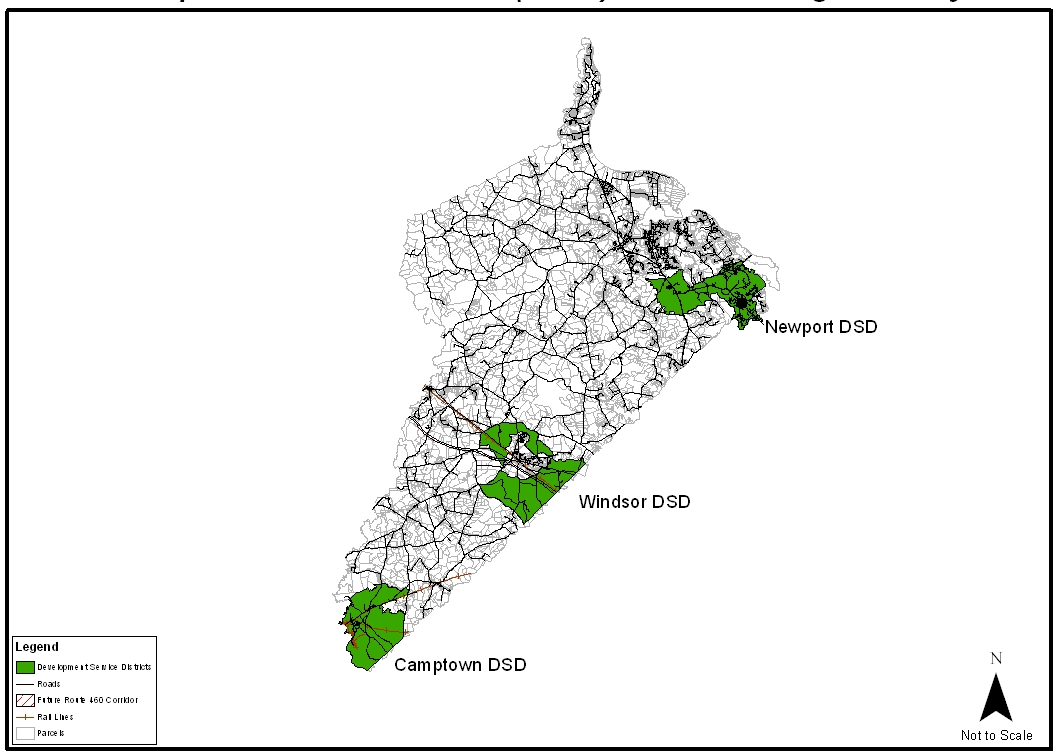 Newport DSD
Windsor DSD
Camptown DSD
Legend
Development Service Districts
Roads
Future Route 460 Corridor
Rail Lines
Parcels
N
Not to Scale